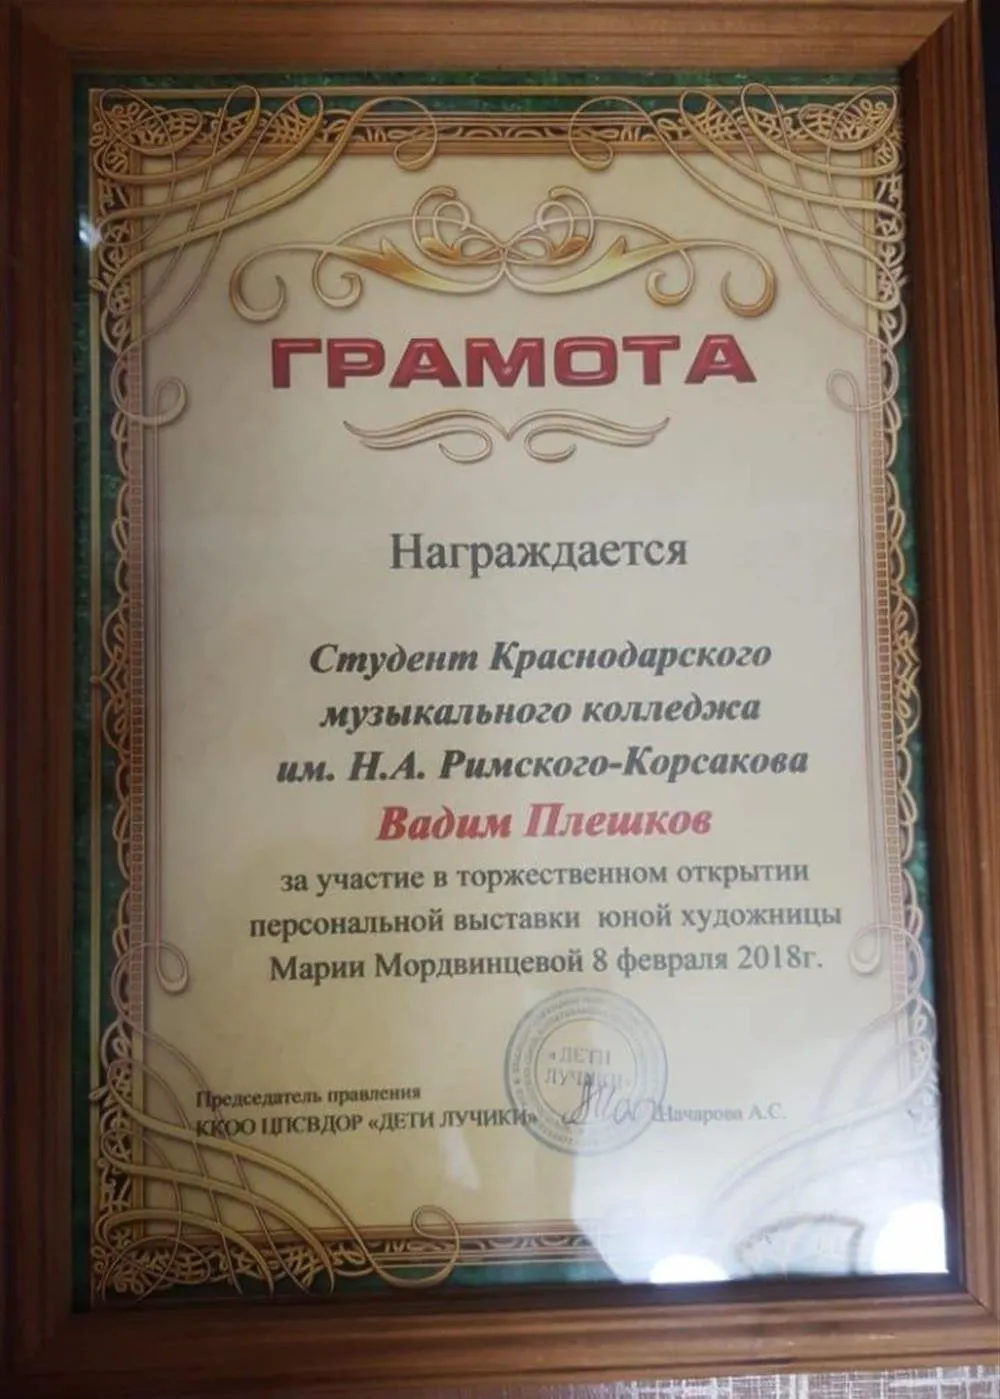 ГРАМОТА
Награждается
Студент Краснодарского
музыкального колледжа
им. Н.А. Римского-Корсакова
Вадим Плешков
за участие в торжественном открытии
персональной выставки юной художницы
Марии Мордвинцевой 8 февраля 2018г.
«ДЕТИ
ЛУЧИКИ»
Председатель правления
ККОО ЦПСВДОР «ДЕТИ ЛУЧИКИ» Начарова А.С.